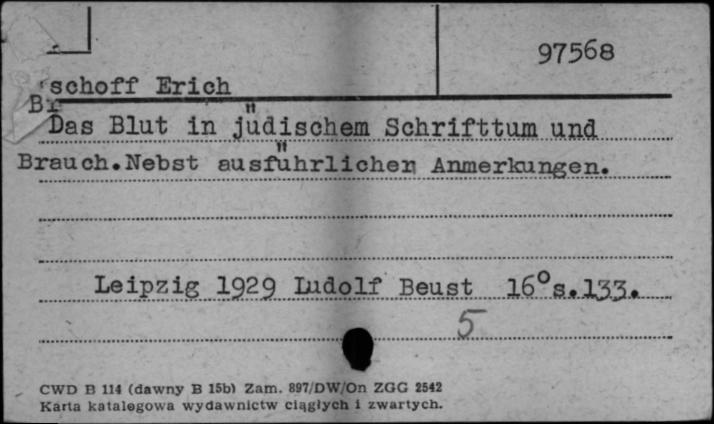 97568
schoff Erich
Br
Das Blut in jüdischem Schrifttum und
Brauch.Nebst ausführlichen Anmerkungen.
Leipzig 1929 Ludolf Beust 16°s.133.
5
CWD B 114 (dawny B 15b) Zam. 897/DW/On ZGG 2542
Karta katalogowa wydawnictw ciągłych i zwartych.